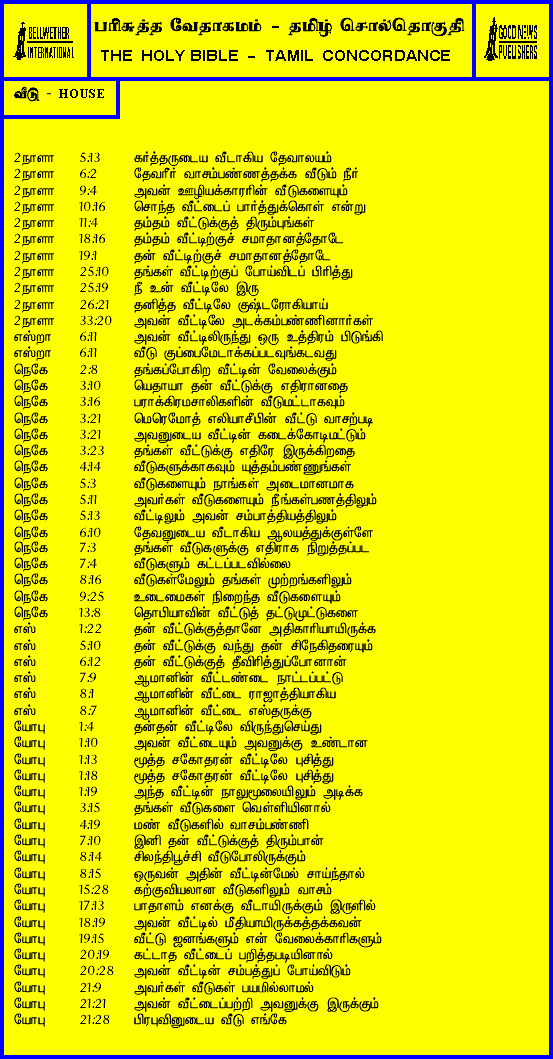 BELLWETHER
INTERNATIONAL
பரிசுத்த வேதாகமம் - தமிழ் சொல்தொகுதி
THE HOLY BIBLE - TAMIL CONCORDANCE
GOOD NEWS
PUBLISHERS
வீடு - HOUSE
2நாளா 5:13 கர்த்தருடைய வீடாகிய தேவாலயம்
2நாளா 6:2 தேவரீர் வாசம்பண்ணத்தக்க வீடும் நீர்
2நாளா 9:4 அவன் ஊழியக்காரரின் வீடுகளையும்
2நாளா 10:16 சொந்த வீட்டைப் பார்த்துக்கொள் என்று
2நாளா 11:4 தம்தம் வீட்டுக்குத் திரும்புங்கள்
2நாளா 18:16 தம்தம் வீட்டிற்குச் சமாதானத்தோடே
2நாளா 19:1 தன் வீட்டிற்குச் சமாதானத்தோடே
2நாளா 25:10 தங்கள் வீட்டிற்குப் போய்விடப் பிரித்து
2நாளா 25:19 நீ உன் வீட்டிலே இரு
2நாளா 26:21 தனித்த வீட்டிலே குஷ்டரோகியாய்
2நாளா 33:20 அவன் வீட்டிலே அடக்கம்பண்ணினார்கள்
எஸ்றா 6:11 அவன் வீட்டிலிருந்து ஒரு உத்திரம் பிடுங்கி
எஸ்றா 6:11 வீடு குப்பைமேடாக்கப்படவுங்கடவது
நெகே 2:8 தங்கப்போகிற வீட்டின் வேலைக்கும்
நெகே 3:10 யெதாயா தன் வீட்டுக்கு எதிரானதை
நெகே 3:16 பராக்கிரமசாலிகளின் வீடுமட்டாகவும்
நெகே 3:21 மெரெமோத் எலியாசீபின் வீட்டு வாசற்படி
நெகே 3:21 அவனுடைய வீட்டின் கடைக்கோடிமட்டும்
நெகே 3:23 தங்கள் வீட்டுக்கு எதிரே இருக்கிறதை
நெகே 4:14 வீடுகளுக்காகவும் யுத்தம்பண்ணுங்கள்
நெகே 5:3 வீடுகளையும் நாங்கள் அடைமானமாக
நெகே 5:11 அவர்கள் வீடுகளையும் நீங்கள்பணத்திலும்
நெகே 5:13 வீட்டிலும் அவன் சம்பாத்தியத்திலும்
நெகே 6:10 தேவனுடைய வீடாகிய ஆலயத்துக்குள்ளே
நெகே 7:3 தங்கள் வீடுகளுக்கு எதிராக நிறுத்தப்பட
நெகே 7:4 வீடுகளும் கட்டப்படவில்லை
நெகே 8:16 வீடுகள்மேலும் தங்கள் முற்றங்களிலும்
நெகே 9:25 உடைமைகள் நிறைந்த வீடுகளையும்
நெகே 13:8 தொபியாவின் வீட்டுத் தட்டுமுட்டுகளை
எஸ் 1:22 தன் வீட்டுக்குத்தானே அதிகாரியாயிருக்க
எஸ் 5:10 தன் வீட்டுக்கு வந்து தன் சிநேகிதரையும்
எஸ் 6:12 தன் வீட்டுக்குத் தீவிரித்துப்போனான்
எஸ் 7:9 ஆமானின் வீட்டண்டை நாட்டப்பட்டு
எஸ் 8:1 ஆமானின் வீட்டை ராஜாத்தியாகிய
எஸ் 8:7 ஆமானின் வீட்டை எஸ்தருக்கு
யோபு 1:4 தன்தன் வீட்டிலே விருந்துசெய்து
யோபு 1:10 அவன் வீட்டையும் அவனுக்கு உண்டான
யோபு 1:13 மூத்த சகோதரன் வீட்டிலே புசித்து
யோபு 1:18 மூத்த சகோதரன் வீட்டிலே புசித்து
யோபு 1:19 அந்த வீட்டின் நாலுமூலையிலும் அடிக்க
யோபு 3:15 தங்கள் வீடுகளை வெள்ளியினால்
யோபு 4:19 மண் வீடுகளில் வாசம்பண்ணி
யோபு 7:10 இனி தன் வீட்டுக்குத் திரும்பான்
யோபு 8:14 சிலந்திபூச்சி வீடுபோலிருக்கும்
யோபு 8:15 ஒருவன் அதின் வீட்டின்மேல் சாய்ந்தால்
யோபு 15:28 கற்குவியலான வீடுகளிலும் வாசம்
யோபு 17:13 பாதாளம் எனக்கு வீடாயிருக்கும் இருளில்
யோபு 18:19 அவன் வீட்டில் மீதியாயிருக்கத்தக்கவன்
யோபு 19:15 வீட்டு ஜனங்களும் என் வேலைக்காரிகளும்
யோபு 20:19 கட்டாத வீட்டைப் பறித்தபடியினால்
யோபு 20:28 அவன் வீட்டின் சம்பத்துப் போய்விடும்
யோபு 21:9 அவர்கள் வீடுகள் பயமில்லாமல்
யோபு 21:21 அவன் வீட்டைப்பற்றி அவனுக்கு இருக்கும்
யோபு 21:28 பிரபுவினுடைய வீடு எங்கே